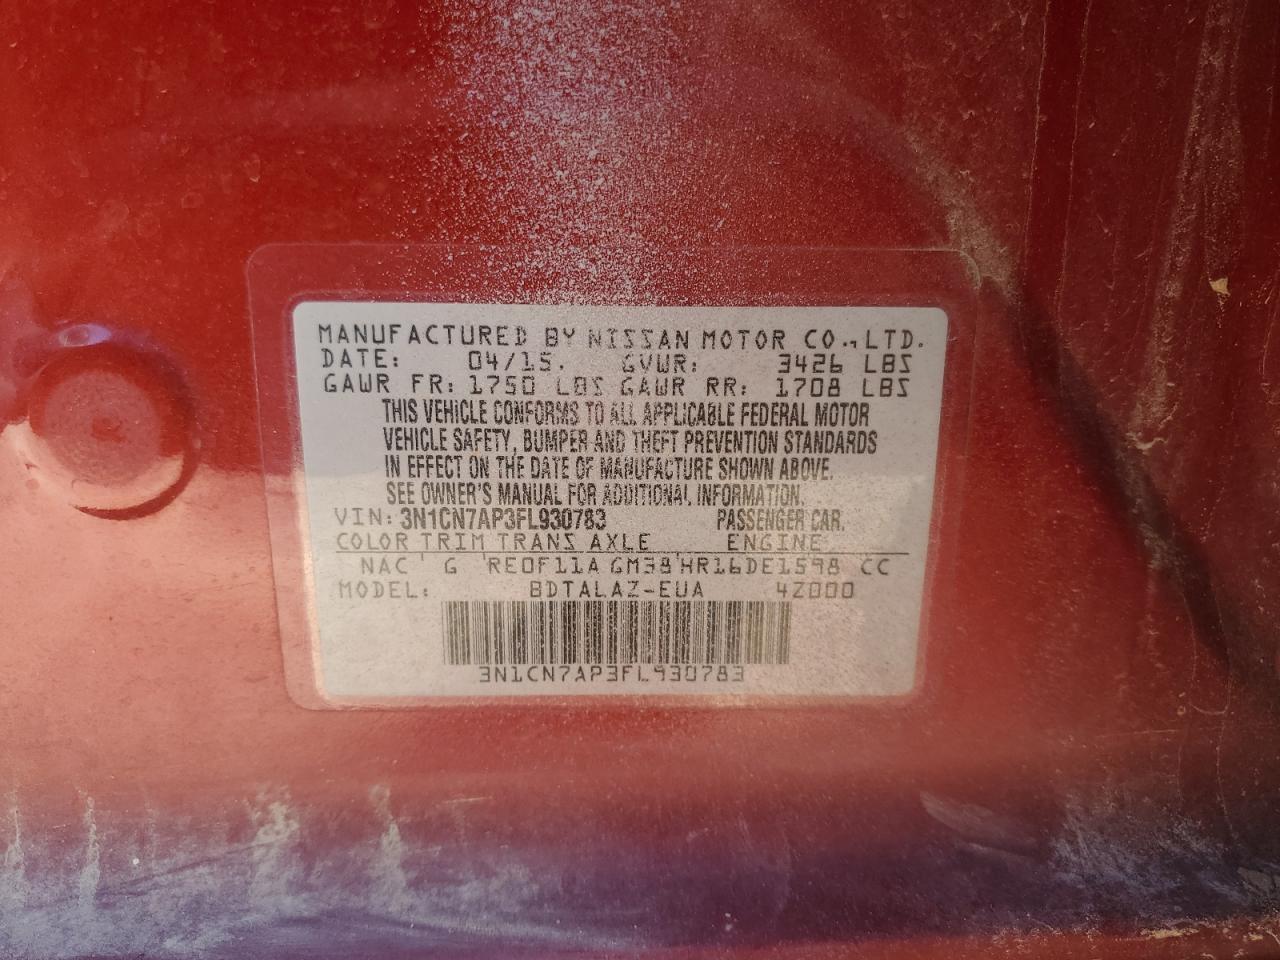 MANUFACTURED BY NISSAN MOTOR CO., LTD.
DATE: 04/15. GVWR: 3426 LBS
GAWR FR: 1750 LBS GAWR RR: 1708 LBS
THIS VEHICLE CONFORMS TO ALL APPLICABLE FEDERAL MOTOR
VEHICLE SAFETY, BUMPER AND THEFT PREVENTION STANDARDS
IN EFFECT ON THE DATE OF MANUFACTURE SHOWN ABOVE.
SEE OWNER'S MANUAL FOR ADDITIONAL INFORMATION.
VIN: 3N1CN7AP3FL930783 PASSENGER CAR.
COLOR TRIM TRANS AXLE ENGINE
NAC G RE0F11A GM38 HR16DE1598 CC
MODEL: BDTALAZ-EUA 4Z000
3N1CN7AP3FL930783